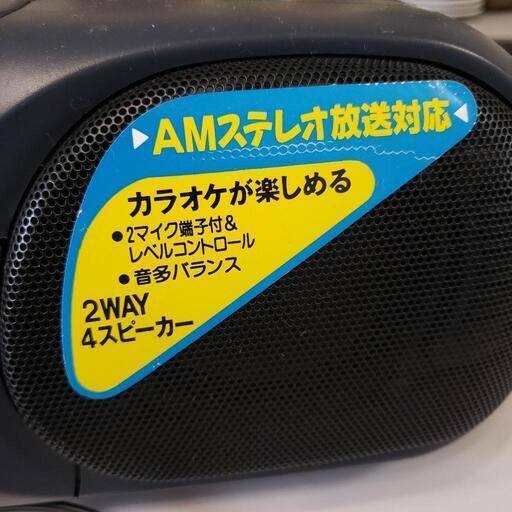 AMステレオ放送対応
カラオケが楽しめる
●2マイク端子付&
レベルコントロール
●音多バランス
2WAY
4スピーカー